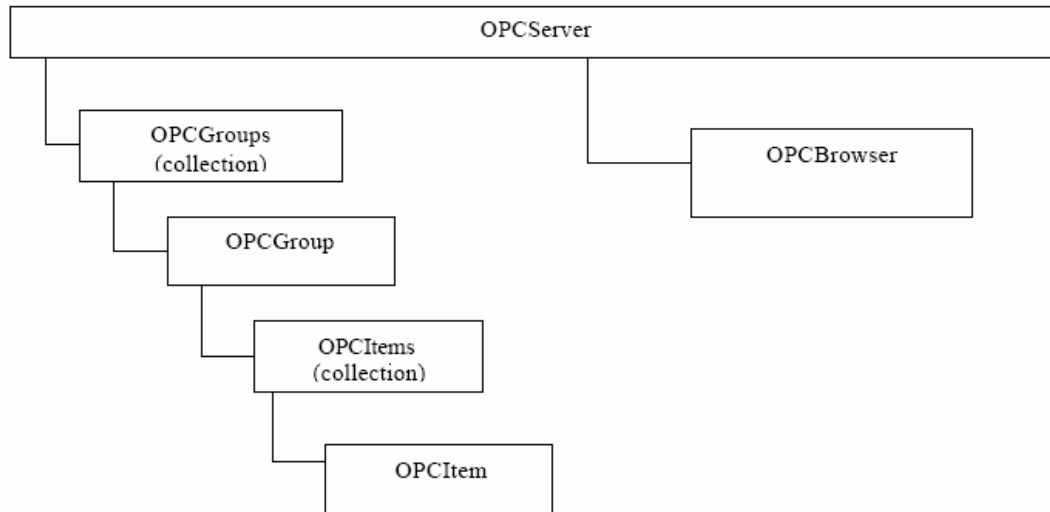 OPCServer
OPCGroups
(collection)
OPCBrowser
OPCGroup
OPCItems
(collection)
OPCItem